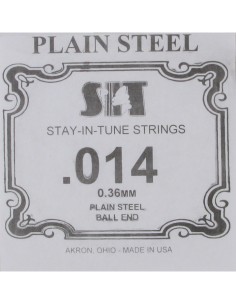 PLAIN STEEL
SIT
STAY-IN-TUNE STRINGS
.014
0.36MM
PLAIN STEEL
BALL END
AKRON, OHIO - MADE IN USA